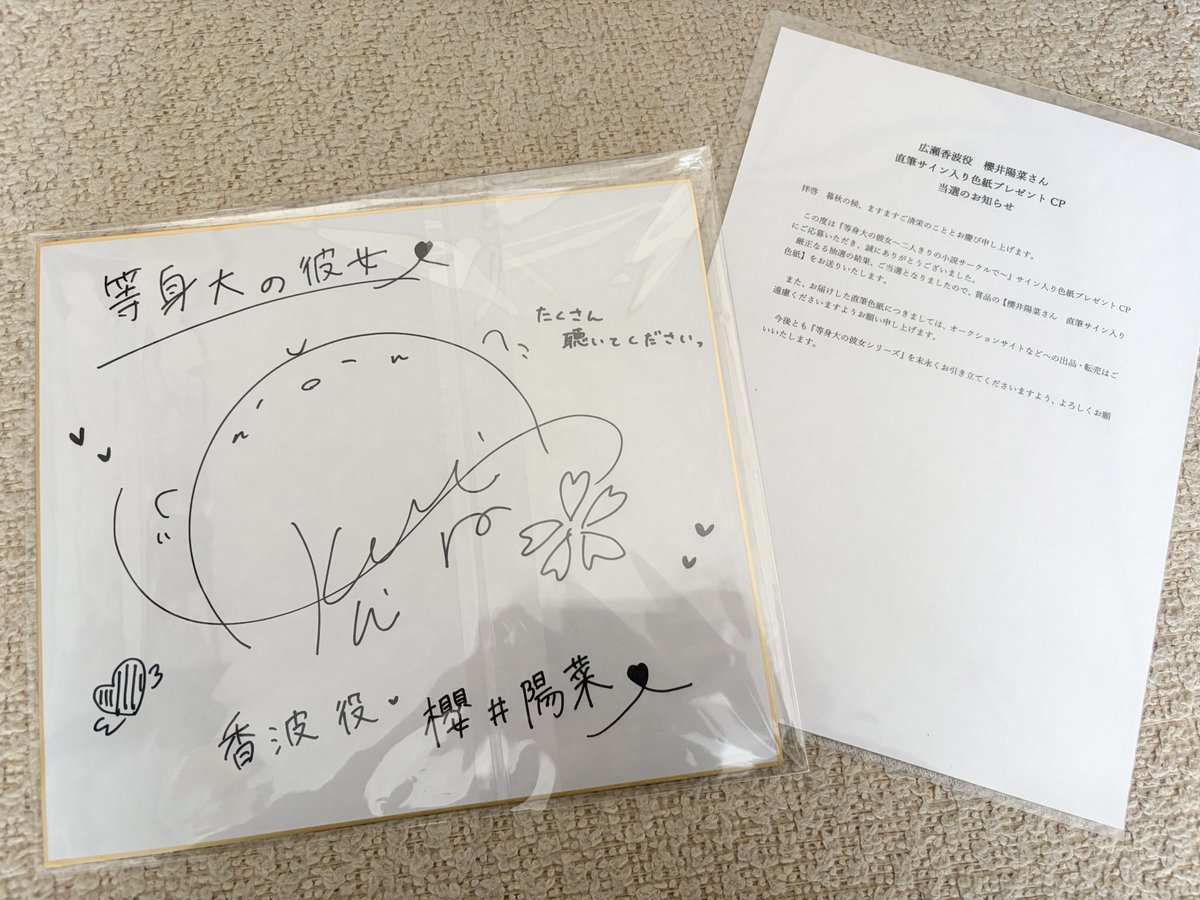 等身大の彼女
たくさん
聴いてくださいっ
香波役 櫻井陽菜
広瀬香波役 櫻井陽菜さん
直筆サイン入り色紙プレゼント CP
当選のお知らせ
拝啓 暮秋の候、ますますご清栄のこととお慶び申し上げます。
この度は『等身大の彼女～二人きりの小説サークルで～』サイン入り色紙プレゼント CP
にご応募いただき、誠にありがとうございました。
厳正なる抽選の結果、ご当選となりましたので、賞品の【櫻井陽菜さん 直筆サイン入り
色紙】をお送りいたします。
また、お届けした直筆色紙につきましては、オークションサイトなどへの出品・転売はご
遠慮くださいますようお願い申し上げます。
今後とも『等身大の彼女シリーズ』を末永くお引き立てくださいますよう、よろしくお願
いいたします。